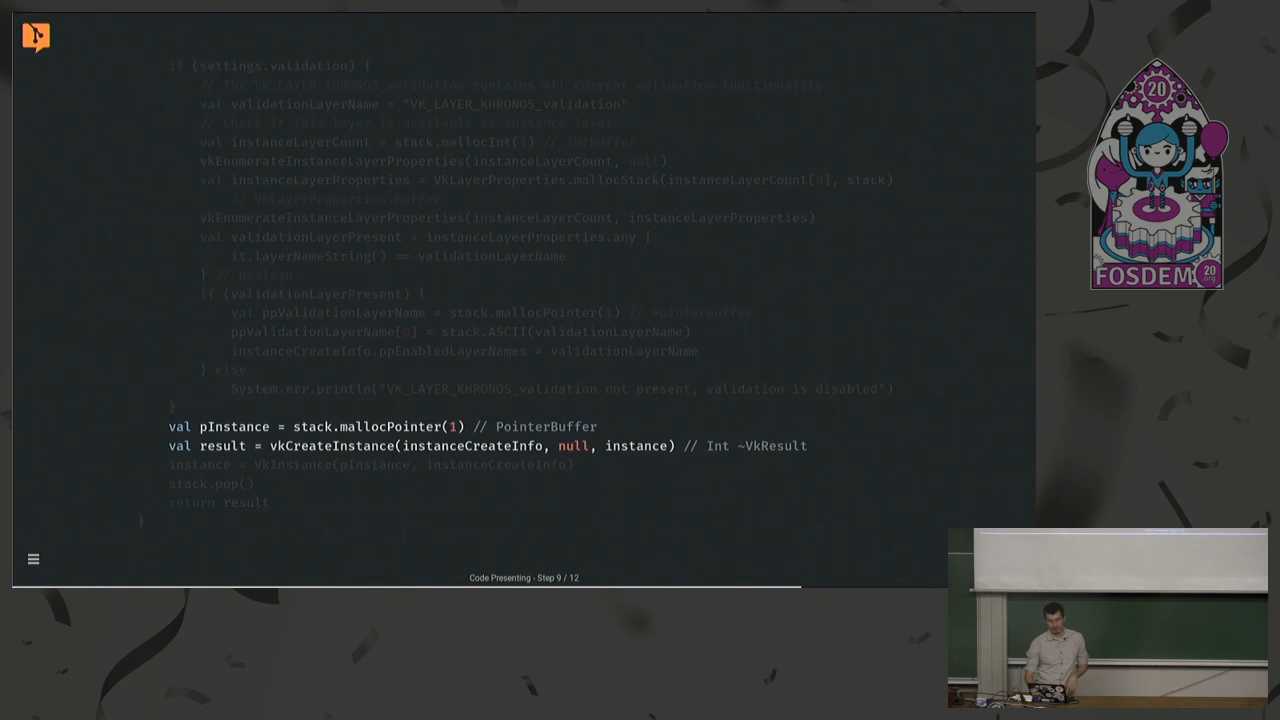 if (settings.validation) {
// The VK_LAYER_KHRONOS_validation contains all current validation functionality.
val validationLayerName = "VK_LAYER_KHRONOS_validation"
// Check if this layer is available at instance level
val instanceLayerCount = stack.mallocInt(1) // IntBuffer
vkEnumerateInstanceLayerProperties(instanceLayerCount, null)
val instanceLayerProperties = VkLayerProperties.mallocStack(instanceLayerCount[0], stack)
// VkLayerProperties.Buffer
vkEnumerateInstanceLayerProperties(instanceLayerCount, instanceLayerProperties)
val validationLayerPresent = instanceLayerProperties.any {
it.layerNameString() == validationLayerName
} // Boolean
if (validationLayerPresent) {
val ppValidationLayerName = stack.mallocPointer(1) // PointerBuffer
ppValidationLayerName[0] = stack.ASCII(validationLayerName)
instanceCreateInfo.ppEnabledLayerNames = validationLayerName
} else
System.err.println("VK_LAYER_KHRONOS_validation not present, validation is disabled")
}
val pInstance = stack.mallocPointer(1) // PointerBuffer
val result = vkCreateInstance(instanceCreateInfo, null, instance) // Int ~VkResult
instance = VkInstance(pInstance, instanceCreateInfo)
stack.pop()
return result
}
Code Presenting - Step 9 / 12
20
FOSDEM
20
.org